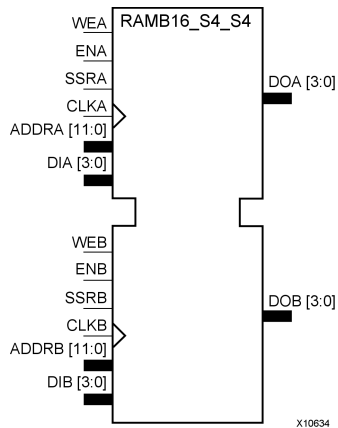 RAMB16_S4_S4
WEA
ENA
SSRA
CLKA
ADDRA [11:0]
DIA [3:0]
DOA [3:0]
WEB
ENB
SSRB
CLKB
ADDRB [11:0]
DIB [3:0]
DOB [3:0]
X10634